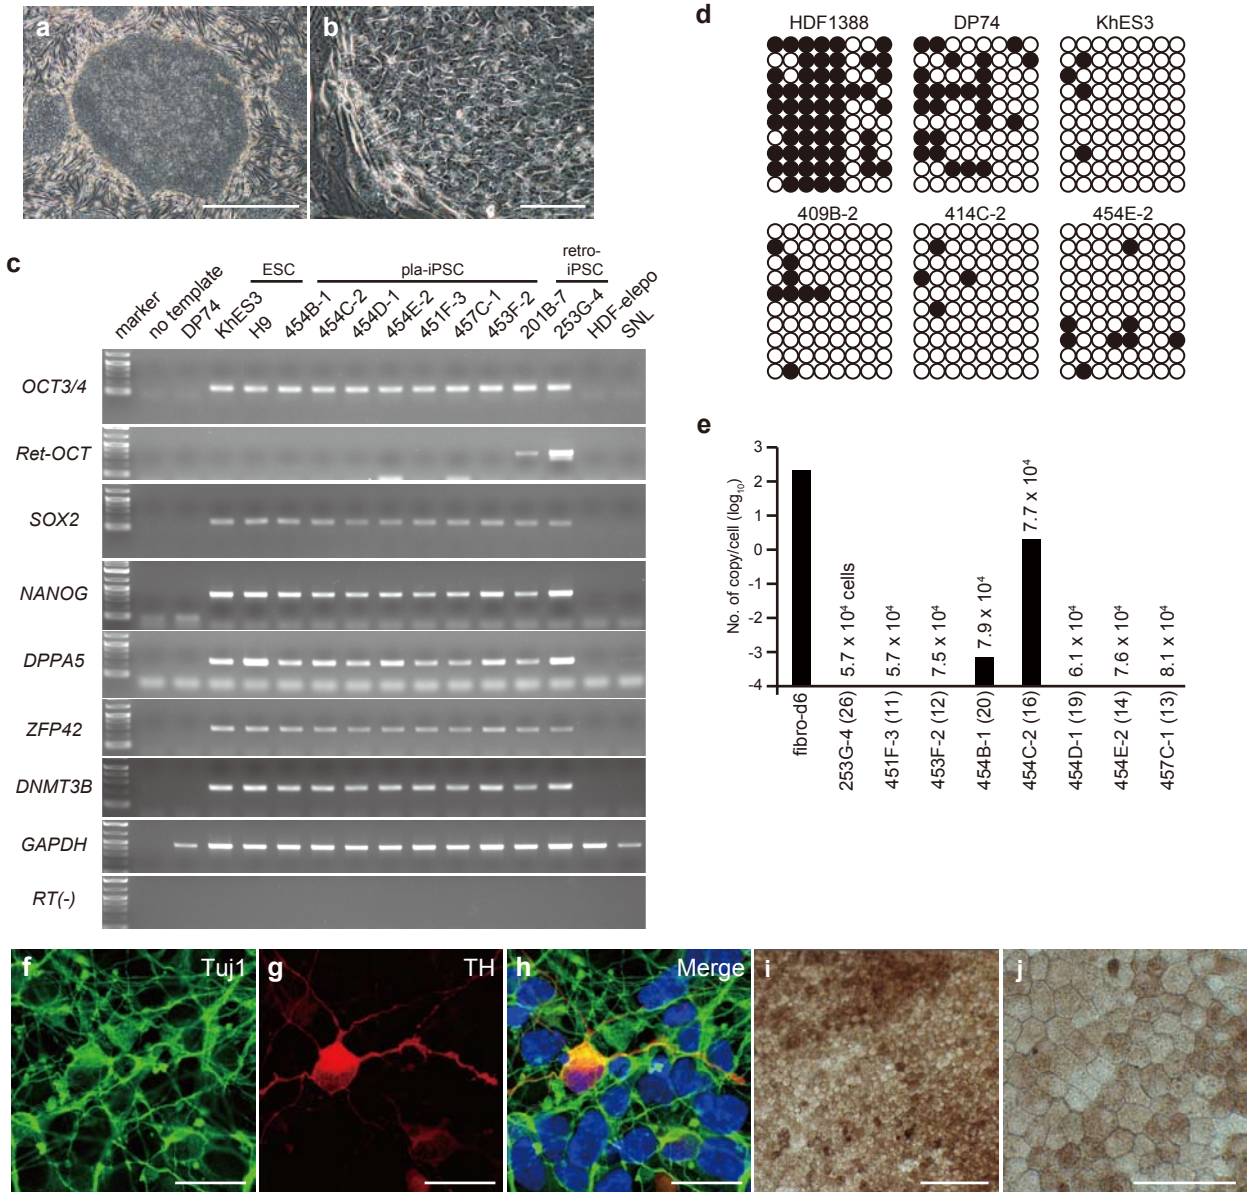 a
b
c
ESC
pla-iPSC
retro-
iPSC
marker
no template
DP74
KhES3
H9
454B-1
454C-2
454D-1
454E-2
451F-3
457C-1
453F-2
201B-7
253G-4
HDF-elepo
SNL
OCT3/4
Ret-OCT
SOX2
NANOG
DPPA5
ZFP42
DNMT3B
GAPDH
RT(-)
d
HDF1388 DP74 KhES3
409B-2 414C-2 454E-2
e
No. of copy/cell (log10)
3
2
1
0
-1
-2
-3
-4
5.7 x 10⁴ cells
5.7 x 10⁴
7.5 x 10⁴
7.9 x 10⁴
7.7 x 10⁴
6.1 x 10⁴
7.6 x 10⁴
8.1 x 10⁴
fibro-d6
253G-4 (26)
451F-3 (11)
453F-2 (12)
454B-1 (20)
454C-2 (16)
454D-1 (19)
454E-2 (14)
457C-1 (13)
f Tuj1
g TH
h Merge
i
j